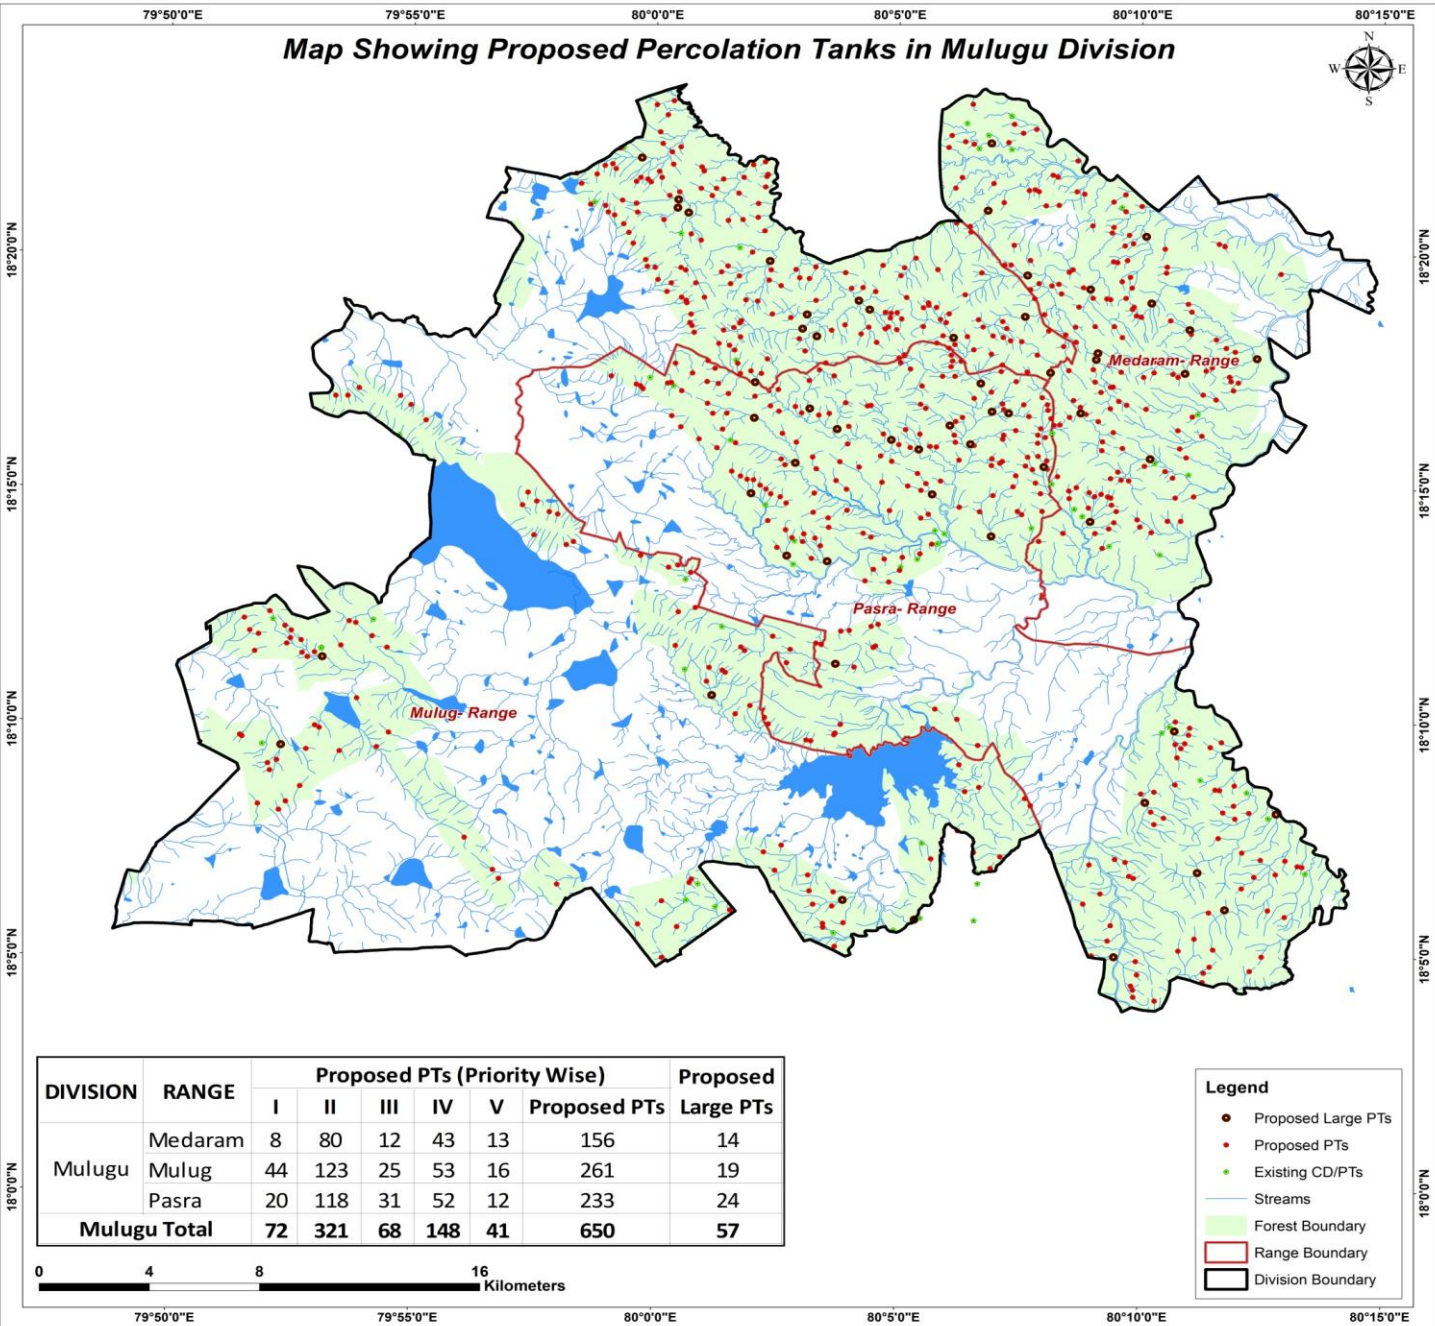 79°50'0"E 79°55'0"E 80°0'0"E 80°5'0"E 80°10'0"E 80°15'0"E
Map Showing Proposed Percolation Tanks in Mulugu Division
N
W E
S
18°20'0"N 18°20'0"N
Medaram- Range
18°15'0"N 18°15'0"N
Pasra- Range
Mulug- Range
18°10'0"N 18°10'0"N
18°5'0"N 18°5'0"N
DIVISION RANGE Proposed PTs (Priority Wise) Proposed Large PTs
I II III IV V Proposed PTs
Mulugu
Medaram 8 80 12 43 13 156 14
Mulug 44 123 25 53 16 261 19
Pasra 20 118 31 52 12 233 24
Mulugu Total 72 321 68 148 41 650 57
18°0'0"N 18°0'0"N
0 4 8 16
Kilometers
Legend
Proposed Large PTs
Proposed PTs
Existing CD/PTs
Streams
Forest Boundary
Range Boundary
Division Boundary
79°50'0"E 79°55'0"E 80°0'0"E 80°5'0"E 80°10'0"E 80°15'0"E